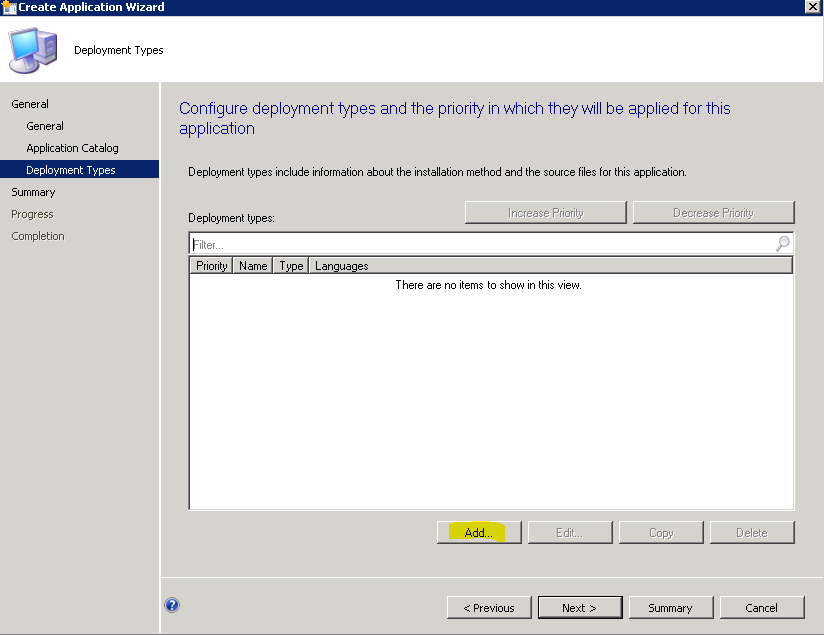 Create Application Wizard
Deployment Types
General
General
Application Catalog
Deployment Types
Summary
Progress
Completion
Configure deployment types and the priority in which they will be applied for this
application
Deployment types include information about the installation method and the source files for this application.
Deployment types:
Increase Priority
Decrease Priority
Filter...
Priority Name Type Languages
There are no items to show in this view.
Add... Edit... Copy Delete
< Previous Next > Summary Cancel